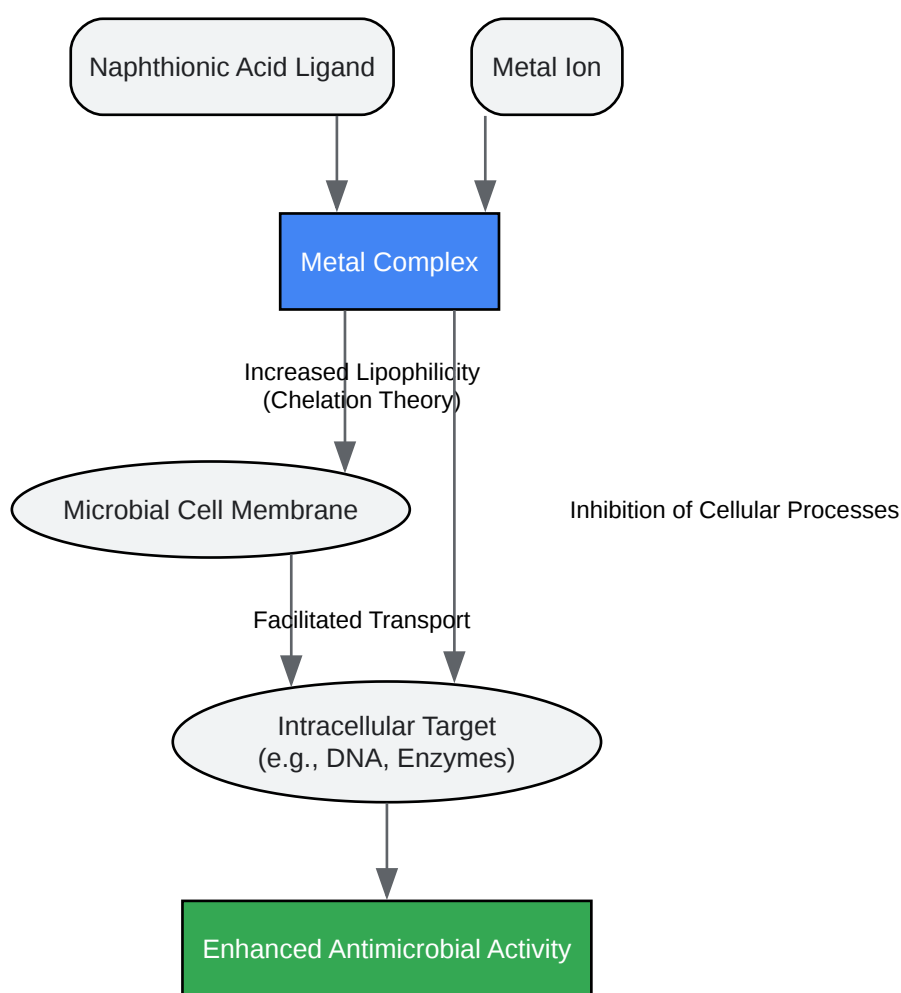 Naphthionic Acid Ligand
Metal Ion
Metal Complex
Increased Lipophilicity
(Chelation Theory)
Microbial Cell Membrane
Inhibition of Cellular Processes
Facilitated Transport
Intracellular Target
(e.g., DNA, Enzymes)
Enhanced Antimicrobial Activity